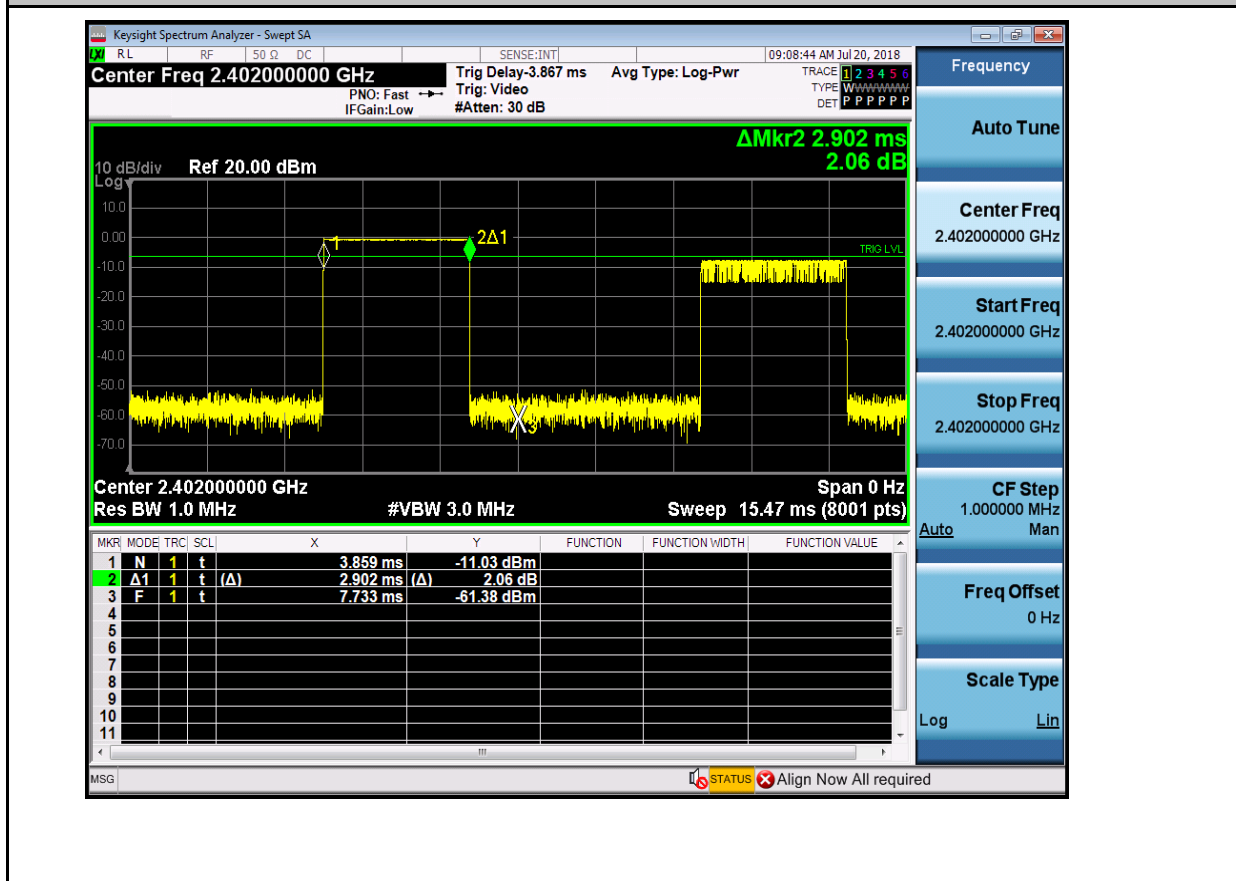 Keysight Spectrum Analyzer - Swept SA
LXI RL RF 50 Ω DC SENSE:INT 09:08:44 AM Jul 20, 2018
Center Freq 2.402000000 GHz
PNO: Fast
IFGain:Low
Trig Delay-3.867 ms
Trig: Video
#Atten: 30 dB
Avg Type: Log-Pwr
TRACE 1 2 3 4 5 6
TYPE WWWWWW
DET P P P P P P
ΔMkr2 2.902 ms
2.06 dB
10 dB/div Ref 20.00 dBm
Log
10.0
0.00
-10.0
-20.0
-30.0
-40.0
-50.0
-60.0
-70.0
1
2Δ1
TRIG LVL
X3
Center 2.402000000 GHz Span 0 Hz
Res BW 1.0 MHz #VBW 3.0 MHz Sweep 15.47 ms (8001 pts)
MKR MODE TRC SCL X Y FUNCTION FUNCTION WIDTH FUNCTION VALUE
1 N 1 t 3.859 ms -11.03 dBm
2 Δ1 1 t (Δ) 2.902 ms (Δ) 2.06 dB
3 F 1 t 7.733 ms -61.38 dBm
4
5
6
7
8
9
10
11
MSG STATUS Align Now All required
Frequency
Auto Tune
Center Freq
2.402000000 GHz
Start Freq
2.402000000 GHz
Stop Freq
2.402000000 GHz
CF Step
1.000000 MHz
Auto Man
Freq Offset
0 Hz
Scale Type
Log Lin